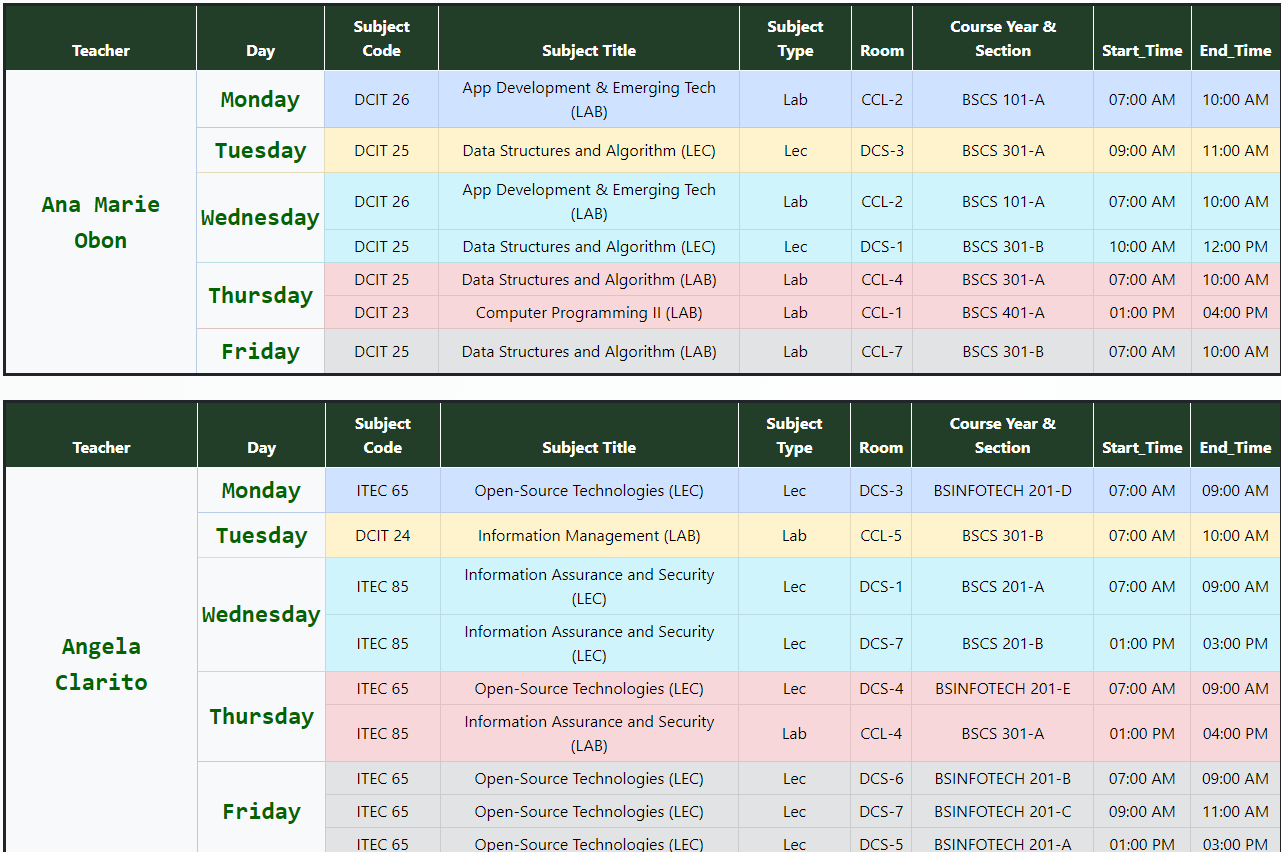 Teacher Day Subject Code Subject Title Subject Type Room Course Year & Section Start_Time End_Time
Ana Marie Obon
Monday DCIT 26 App Development & Emerging Tech (LAB) Lab CCL-2 BSCS 101-A 07:00 AM 10:00 AM
Tuesday DCIT 25 Data Structures and Algorithm (LEC) Lec DCS-3 BSCS 301-A 09:00 AM 11:00 AM
Wednesday DCIT 26 App Development & Emerging Tech (LAB) Lab CCL-2 BSCS 101-A 07:00 AM 10:00 AM
DCIT 25 Data Structures and Algorithm (LEC) Lec DCS-1 BSCS 301-B 10:00 AM 12:00 PM
Thursday DCIT 25 Data Structures and Algorithm (LAB) Lab CCL-4 BSCS 301-A 07:00 AM 10:00 AM
DCIT 23 Computer Programming II (LAB) Lab CCL-1 BSCS 401-A 01:00 PM 04:00 PM
Friday DCIT 25 Data Structures and Algorithm (LAB) Lab CCL-7 BSCS 301-B 07:00 AM 10:00 AM
Teacher Day Subject Code Subject Title Subject Type Room Course Year & Section Start_Time End_Time
Angela Clarito
Monday ITEC 65 Open-Source Technologies (LEC) Lec DCS-3 BSINFOTECH 201-D 07:00 AM 09:00 AM
Tuesday DCIT 24 Information Management (LAB) Lab CCL-5 BSCS 301-B 07:00 AM 10:00 AM
Wednesday ITEC 85 Information Assurance and Security (LEC) Lec DCS-1 BSCS 201-A 07:00 AM 09:00 AM
ITEC 85 Information Assurance and Security (LEC) Lec DCS-7 BSCS 201-B 01:00 PM 03:00 PM
Thursday ITEC 65 Open-Source Technologies (LEC) Lec DCS-4 BSINFOTECH 201-E 07:00 AM 09:00 AM
ITEC 85 Information Assurance and Security (LAB) Lab CCL-4 BSCS 301-A 01:00 PM 04:00 PM
Friday ITEC 65 Open-Source Technologies (LEC) Lec DCS-6 BSINFOTECH 201-B 07:00 AM 09:00 AM
ITEC 65 Open-Source Technologies (LEC) Lec DCS-7 BSINFOTECH 201-C 09:00 AM 11:00 AM
ITEC 65 Open-Source Technologies (LEC) Lec DCS-5 BSINFOTECH 201-A 01:00 PM 03:00 PM